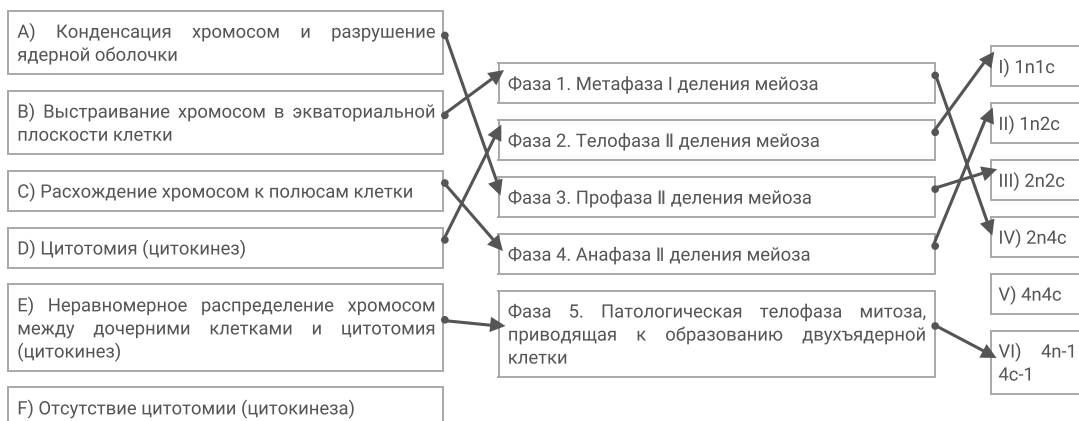 A) Конденсация хромосом и разрушение
ядерной оболочки
B) Выстраивание хромосом в экваториальной
плоскости клетки
C) Расхождение хромосом к полюсам клетки
D) Цитотомия (цитокинез)
E) Неравномерное распределение хромосом
между дочерними клетками и цитотомия
(цитокинез)
F) Отсутствие цитотомии (цитокинеза)
Фаза 1. Метафаза I деления мейоза
Фаза 2. Телофаза II деления мейоза
Фаза 3. Профаза II деления мейоза
Фаза 4. Анафаза II деления мейоза
Фаза 5. Патологическая телофаза митоза,
приводящая к образованию двухъядерной
клетки
I) 1n1c
II) 1n2c
III) 2n2c
IV) 2n4c
V) 4n4c
VI) 4n-1
4c-1